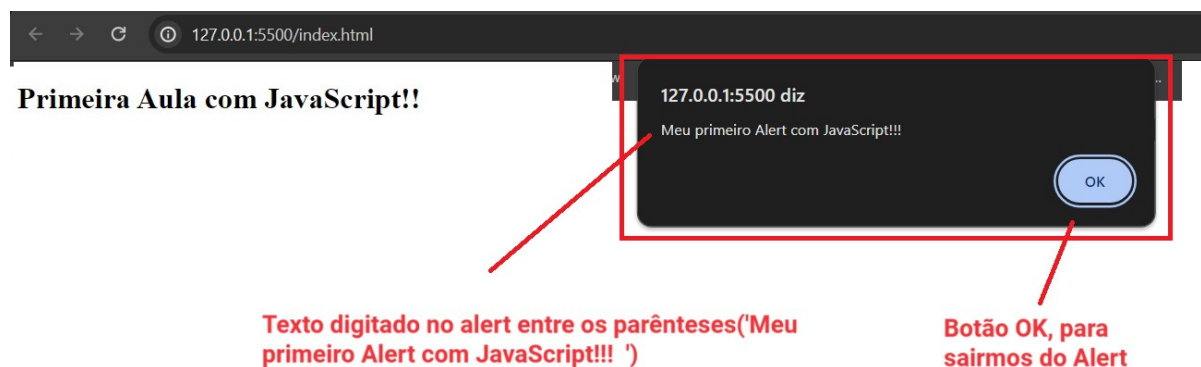 127.0.0.1:5500/index.html
Primeira Aula com JavaScript!!
127.0.0.1:5500 diz
Meu primeiro Alert com JavaScript!!!
OK
Texto digitado no alert entre os parênteses('Meu
primeiro Alert com JavaScript!!! ')
Botão OK, para
sairmos do Alert